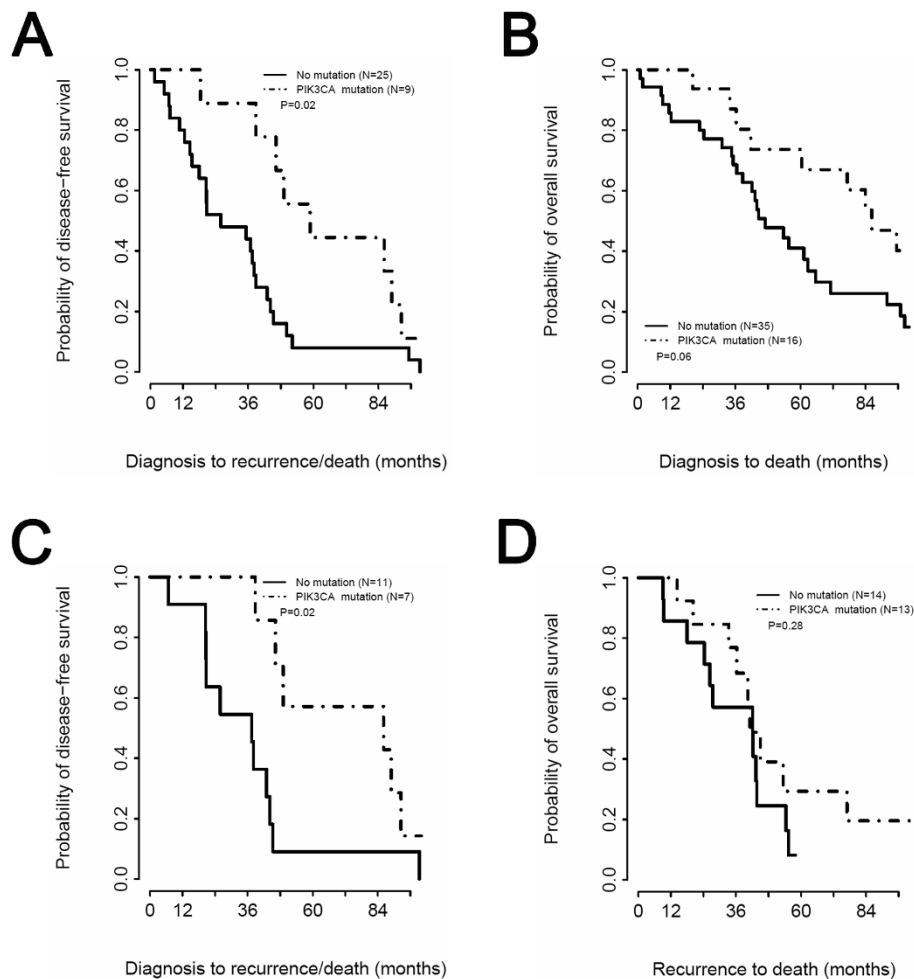 A
Probability of disease−free survival
1.0
0.8
0.6
0.4
0.2
0.0
No mutation (N=25)
PIK3CA mutation (N=9)
P=0.02
0 12 36 60 84
Diagnosis to recurrence/death (months)
B
Probability of overall survival
1.0
0.8
0.6
0.4
0.2
0.0
No mutation (N=35)
PIK3CA mutation (N=16)
P=0.06
0 12 36 60 84
Diagnosis to death (months)
C
Probability of disease−free survival
1.0
0.8
0.6
0.4
0.2
0.0
No mutation (N=11)
PIK3CA mutation (N=7)
P=0.02
0 12 36 60 84
Diagnosis to recurrence/death (months)
D
Probability of overall survival
1.0
0.8
0.6
0.4
0.2
0.0
No mutation (N=14)
PIK3CA mutation (N=13)
P=0.28
0 12 36 60 84
Recurrence to death (months)